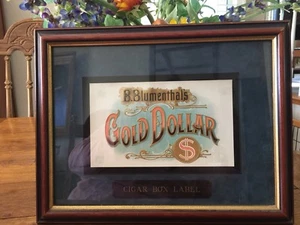 B. Blumenthal's
GOLD DOLLAR
$
CIGAR BOX LABEL